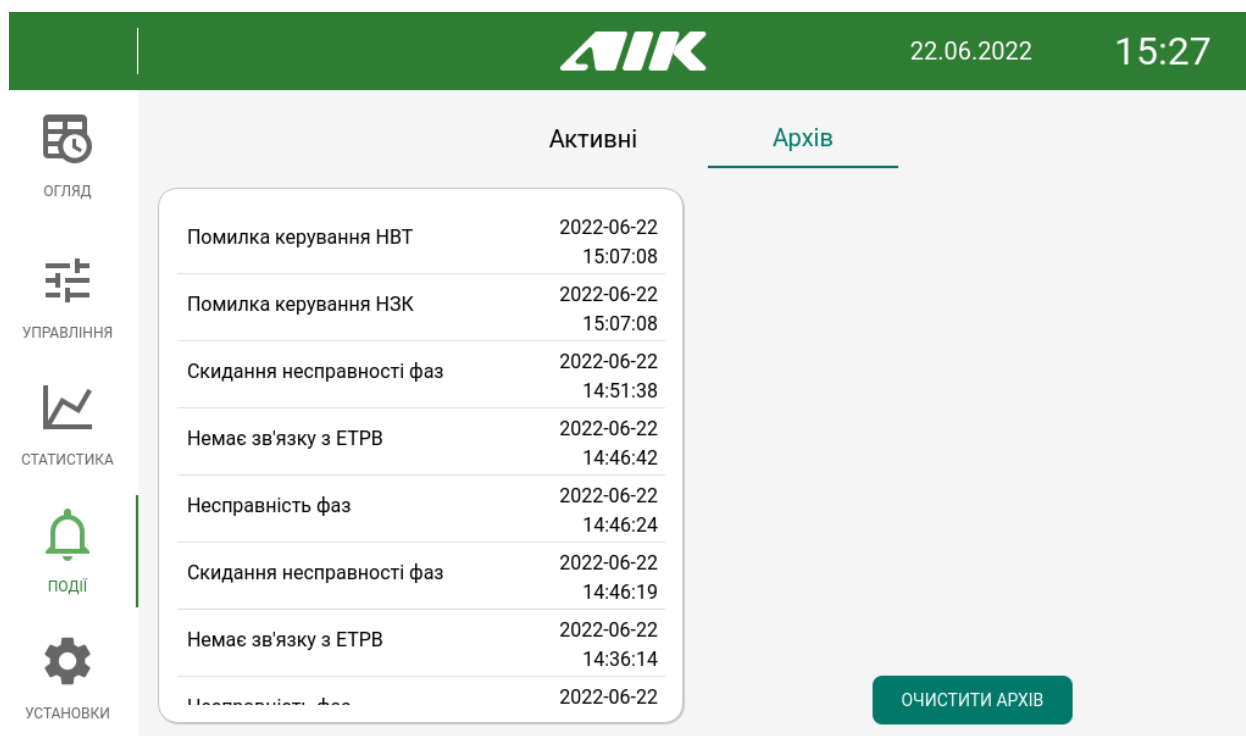 АІК
22.06.2022
15:27
ОГЛЯД
УПРАВЛІННЯ
СТАТИСТИКА
ПОДІЇ
УСТАНОВКИ
Активні
Архів
Помилка керування НВТ
2022-06-22
15:07:08
Помилка керування НЗК
2022-06-22
15:07:08
Скидання несправності фаз
2022-06-22
14:51:38
Немає зв'язку з ЕТРВ
2022-06-22
14:46:42
Несправність фаз
2022-06-22
14:46:24
Скидання несправності фаз
2022-06-22
14:46:19
Немає зв'язку з ЕТРВ
2022-06-22
14:36:14
Несправність фаз
2022-06-22
ОЧИСТИТИ АРХІВ